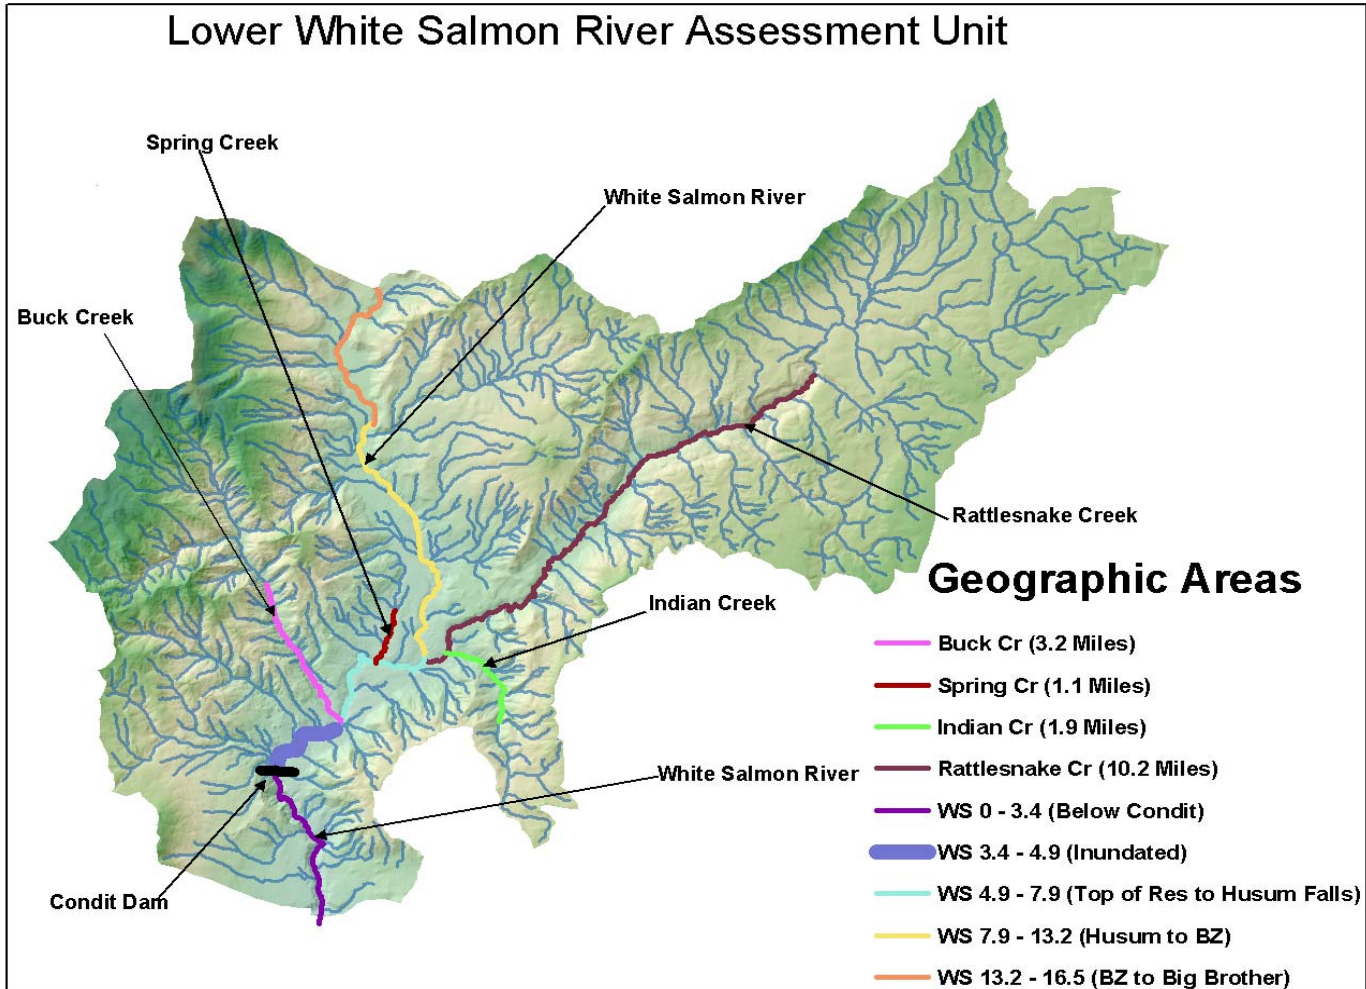 Lower White Salmon River Assessment Unit
Spring Creek
White Salmon River
Buck Creek
Rattlesnake Creek
Indian Creek
White Salmon River
Condit Dam
Geographic Areas
Buck Cr (3.2 Miles)
Spring Cr (1.1 Miles)
Indian Cr (1.9 Miles)
Rattlesnake Cr (10.2 Miles)
WS 0 - 3.4 (Below Condit)
WS 3.4 - 4.9 (Inundated)
WS 4.9 - 7.9 (Top of Res to Husum Falls)
WS 7.9 - 13.2 (Husum to BZ)
WS 13.2 - 16.5 (BZ to Big Brother)